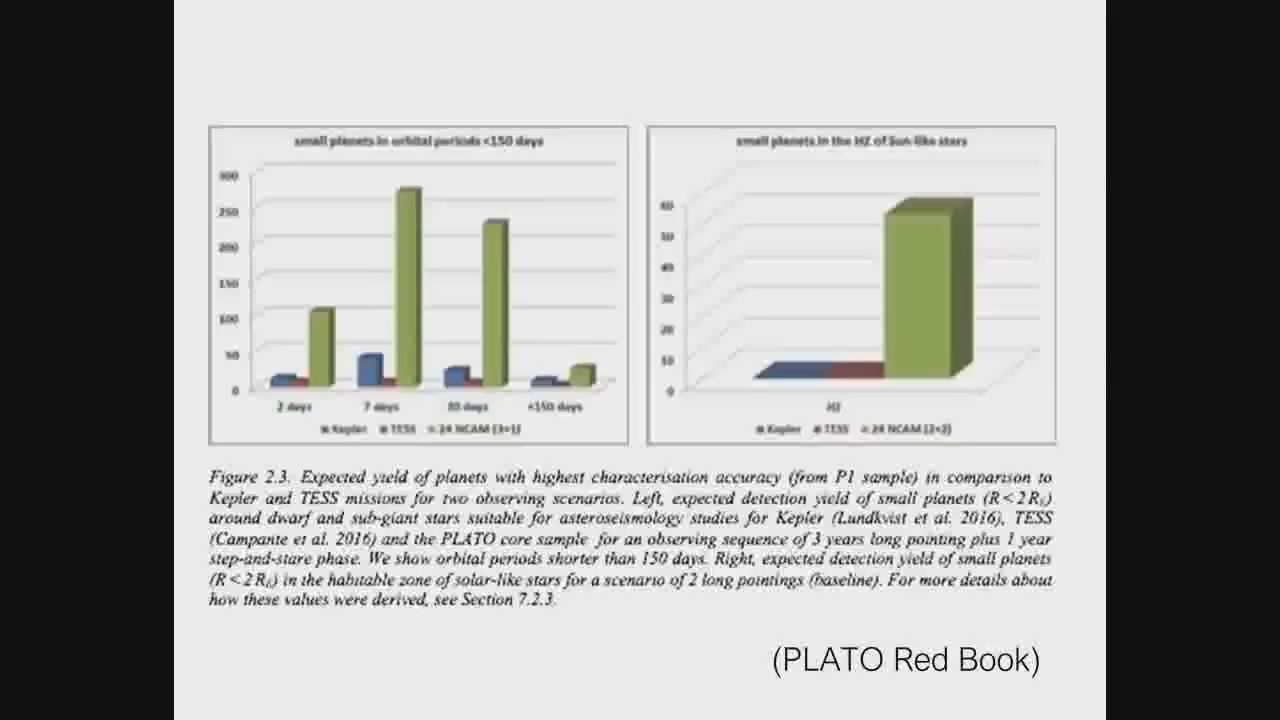 small planets in orbital periods <150 days
300
250
200
150
100
50
0
2 days 7 days 30 days <150 days
Kepler TESS 24 NCAM (3+1)
small planets in the HZ of Sun-like stars
60
50
40
30
20
10
0
HZ
Kepler TESS 24 NCAM (2+2)
Figure 2.3. Expected yield of planets with highest characterisation accuracy (from P1 sample) in comparison to
Kepler and TESS missions for two observing scenarios. Left, expected detection yield of small planets (R<2R
around dwarf and sub-giant stars suitable for asteroseismology studies for Kepler (Lundkvist et al. 2016), TESS
(Campante et al. 2016) and the PLATO core sample for an observing sequence of 3 years long pointing plus 1 year
step-and-stare phase. We show orbital periods shorter than 150 days. Right, expected detection yield of small planets
(R<2R in the habitable zone of solar-like stars for a scenario of 2 long pointings (baseline). For more details about
how these values were derived, see Section 7.2.3.
(PLATO Red Book)